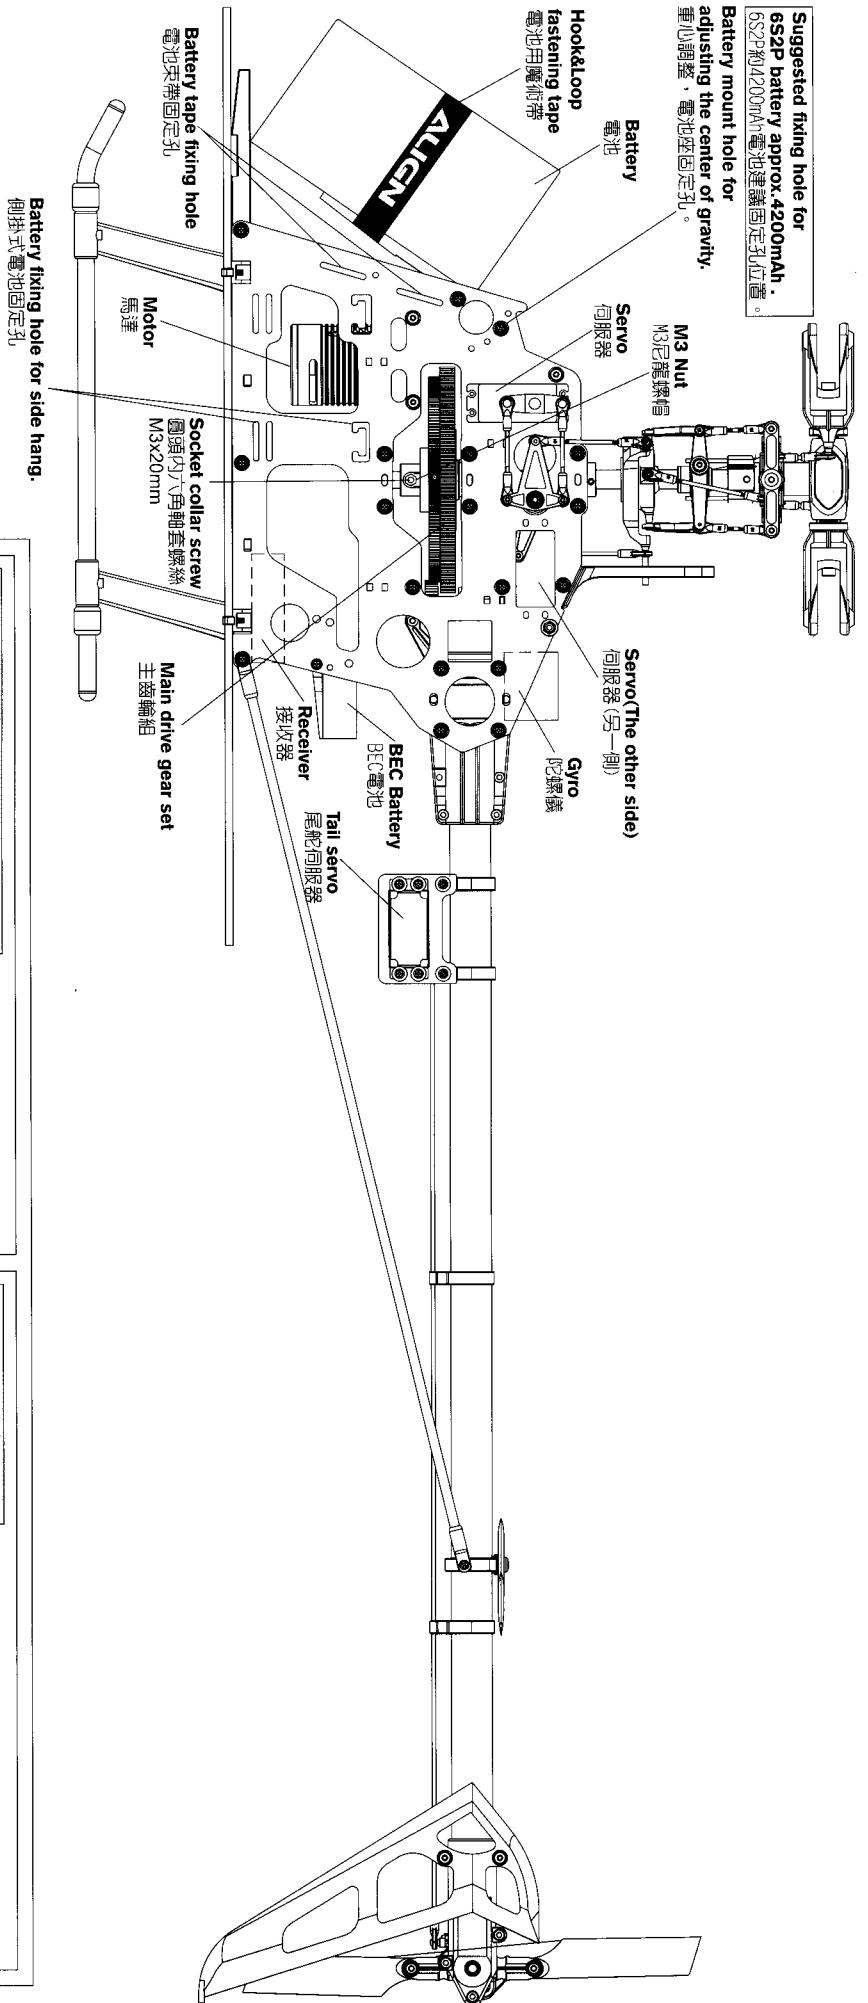 Suggested fixing hole for
6S2P battery approx.4200mAh .
6S2P約4200mAh電池建議固定孔位置。
Battery mount hole for
adjusting the center of gravity.
重心調整，電池座固定孔。
Battery
電池
Hook&Loop
fastening tape
電池用魔術帶
ALIGN
Battery tape fixing hole
電池束帶固定孔
Servo
伺服器
M3 Nut
M3尼龍螺帽
Servo(The other side)
伺服器(另一側)
Gyro
陀螺儀
Motor
馬達
Battery fixing hole for side hang.
側掛式電池固定孔
Socket collar screw
圓頭內六角軸套螺絲
M3x20mm
Main drive gear set
主齒輪組
Receiver
接收器
BEC Battery
BEC電池
Tail servo
尾舵伺服器